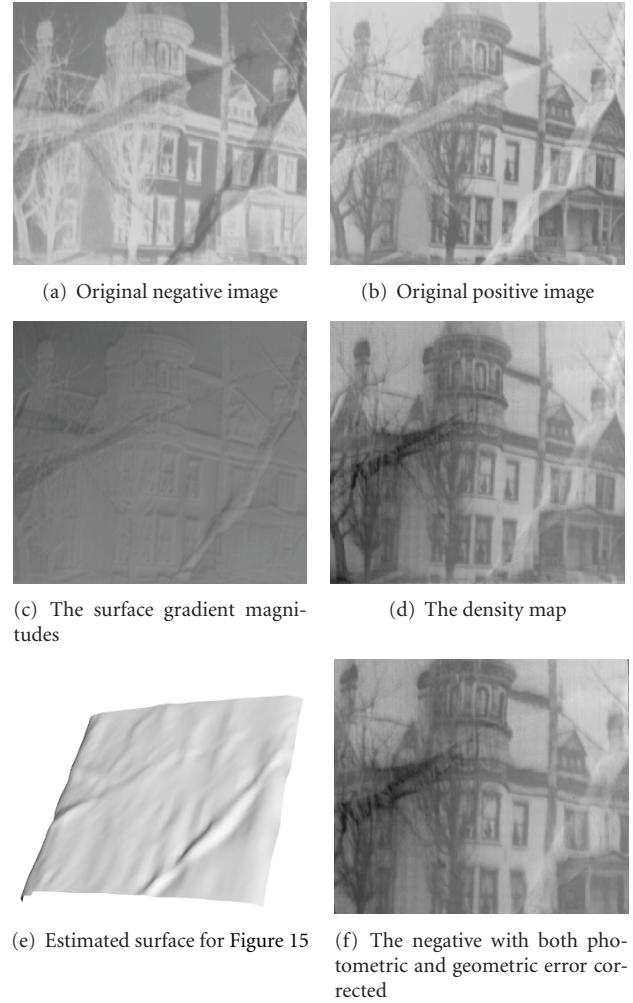 (a) Original negative image
(b) Original positive image
(c) The surface gradient magni-
tudes
(d) The density map
(e) Estimated surface for Figure 15
(f) The negative with both pho-
tometric and geometric error cor-
rected